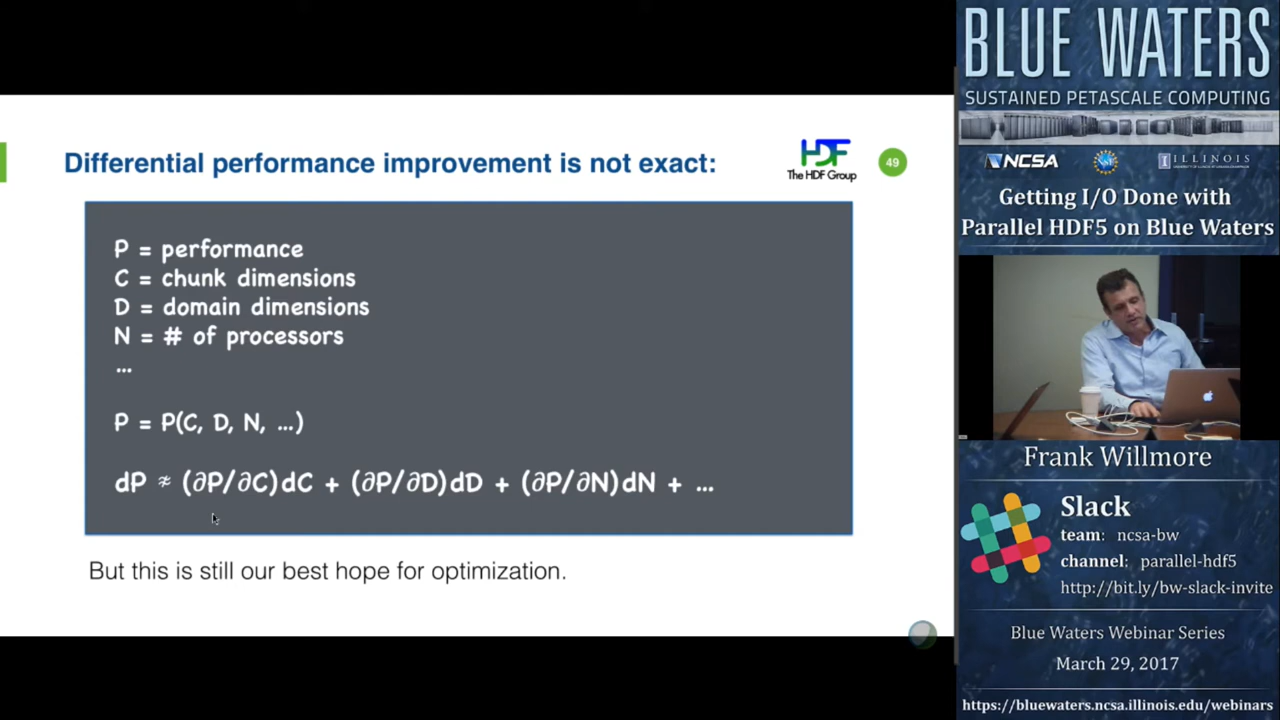 Differential performance improvement is not exact:
HDF
The HDF Group
49
P = performance
C = chunk dimensions
D = domain dimensions
N = # of processors
...
P = P(C, D, N, ...)
dP ≉ (∂P/∂C)dC + (∂P/∂D)dD + (∂P/∂N)dN + ...
But this is still our best hope for optimization.
BLUE WATERS
SUSTAINED PETASCALE COMPUTING
NCSA
ILLINOIS
Getting I/O Done with
Parallel HDF5 on Blue Waters
Frank Willmore
Slack
team: ncsa-bw
channel: parallel-hdf5
http://bit.ly/bw-slack-invite
Blue Waters Webinar Series
March 29, 2017
https://bluewaters.ncsa.illinois.edu/webinars